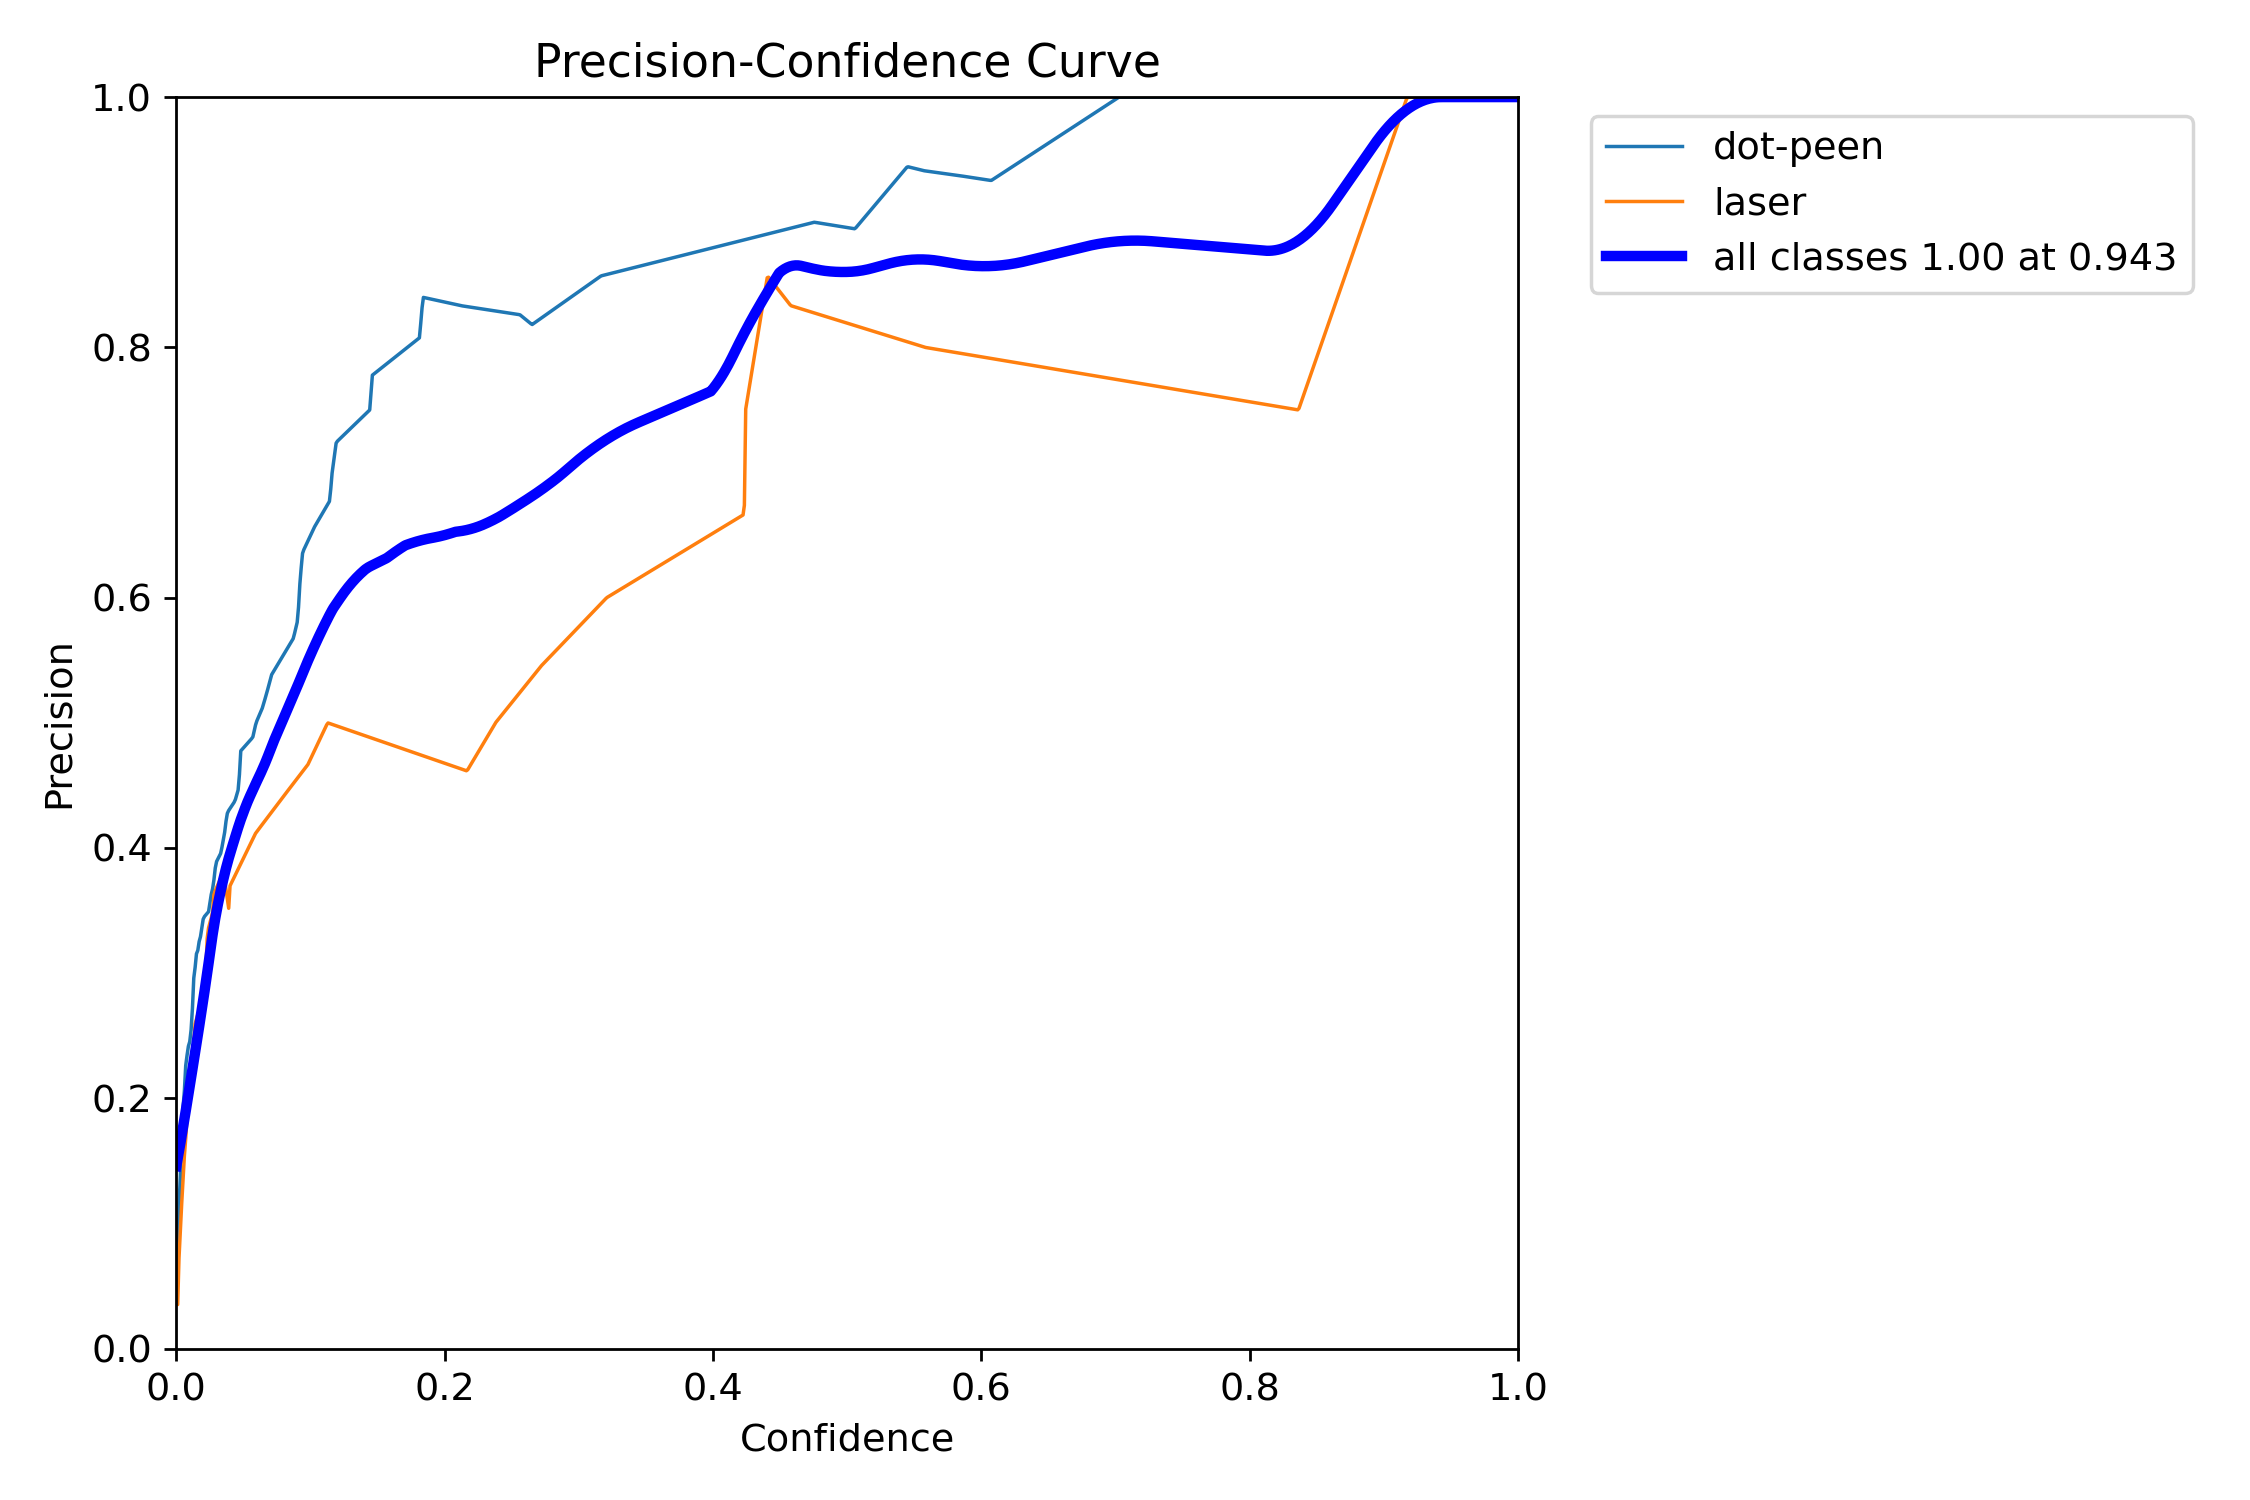 Precision-Confidence Curve
1.0
0.8
0.6
0.4
0.2
0.0
Precision
0.0 0.2 0.4 0.6 0.8 1.0
Confidence
dot-peen
laser
all classes 1.00 at 0.943